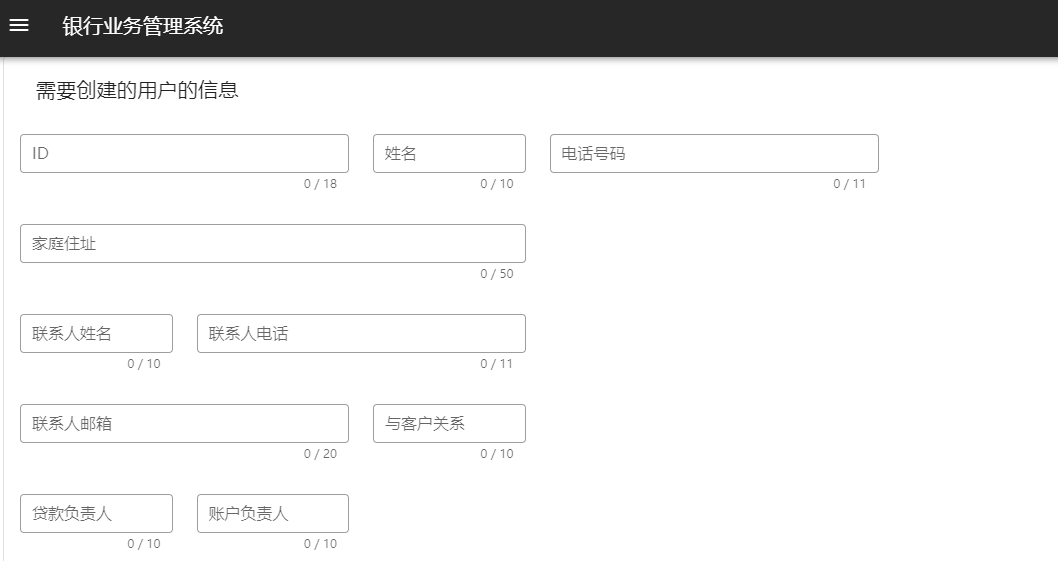 银行业务管理系统
需要创建的用户的信息
ID 姓名 电话号码
0 / 18 0 / 10 0 / 11
家庭住址
0 / 50
联系人姓名 联系人电话
0 / 10 0 / 11
联系人邮箱 与客户关系
0 / 20 0 / 10
贷款负责人 账户负责人
0 / 10 0 / 10